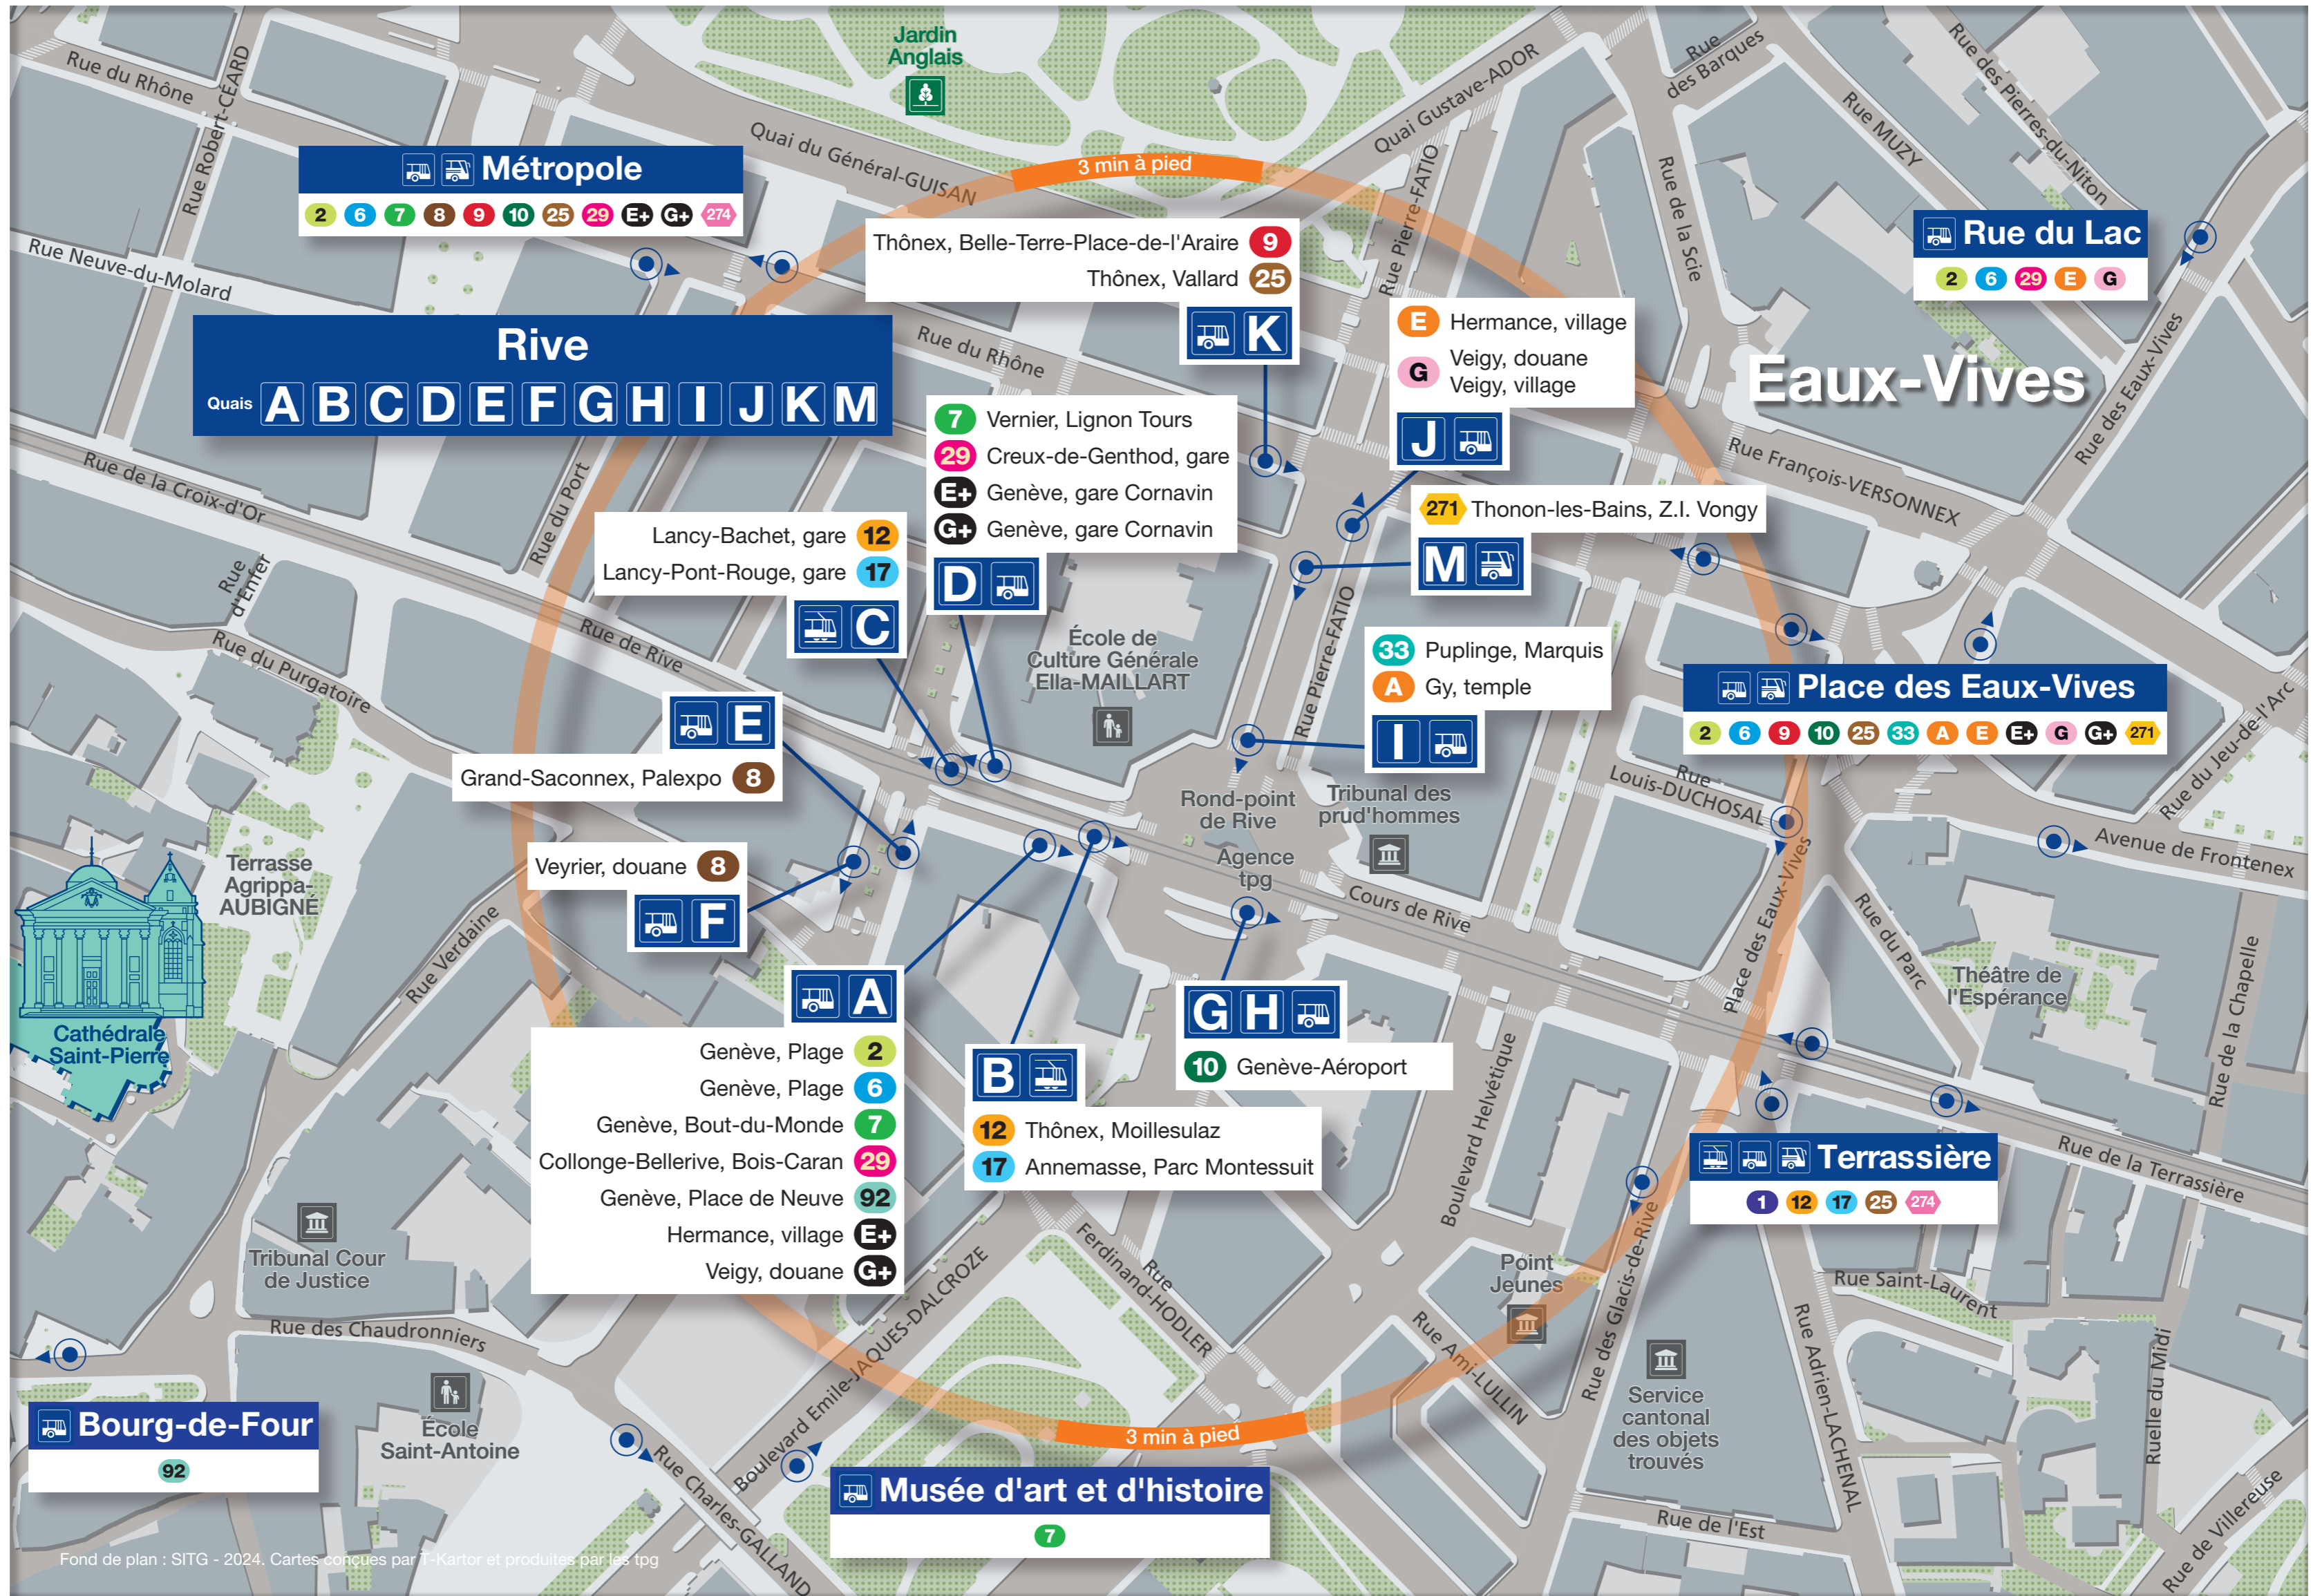 Jardin
Anglais
Rue du Rhône
Rue Robert-CÉARD
Quai du Général-GUISAN
3 min à pied
Quai Gustave-ADOR
Rue
des Barques
Rue MUZY
Rue des Pierres-du-Niton
Rue de la Scie
Rue Pierre-FATIO
Métropole
2 6 7 8 9 10 25 29 E+ G+ 274
Rue Neuve-du-Molard
Thônex, Belle-Terre-Place-de-l'Araire 9
Thônex, Vallard 25
K
Rue du Lac
2 6 29 E G
Rive
Quais A B C D E F G H I J K M
Rue du Rhône
E Hermance, village
G Veigy, douane
Veigy, village
J
Eaux-Vives
Rue des Eaux-Vives
Rue François-VERSONNEX
7 Vernier, Lignon Tours
29 Creux-de-Genthod, gare
E+ Genève, gare Cornavin
G+ Genève, gare Cornavin
D
271 Thonon-les-Bains, Z.I. Vongy
M
Rue de la Croix-d'Or
Rue du Port
Rue
d'Enfer
Lancy-Bachet, gare 12
Lancy-Pont-Rouge, gare 17
C
Rue de Rive
Rue du Purgatoire
École de
Culture Générale
Ella-MAILLART
Rue Pierre-FATIO
33 Puplinge, Marquis
A Gy, temple
I
Place des Eaux-Vives
2 6 9 10 25 33 A E E+ G G+ 271
Rue du Jeu-de-l'Arc
E
Grand-Saconnex, Palexpo 8
Rue
Louis-DUCHOSAL
Rond-point
de Rive
Tribunal des
prud'hommes
Agence
tpg
Avenue de Frontenex
Terrasse
Agrippa-
AUBIGNÉ
Veyrier, douane 8
F
Rue Verdaine
Cours de Rive
Place des Eaux-Vives
Rue du Parc
Théâtre de
l'Espérance
Rue de la Chapelle
Cathédrale
Saint-Pierre
A
Genève, Plage 2
Genève, Plage 6
Genève, Bout-du-Monde 7
Collonge-Bellerive, Bois-Caran 29
Genève, Place de Neuve 92
Hermance, village E+
Veigy, douane G+
B
12 Thônex, Moillesulaz
17 Annemasse, Parc Montessuit
G H
10 Genève-Aéroport
Boulevard Helvétique
Terrassière
1 12 17 25 274
Rue de la Terrassière
Tribunal Cour
de Justice
Rue des Chaudronniers
Boulevard Emile-JAQUES-DALCROZE
Rue
Ferdinand-HODLER
Point
Jeunes
Rue Ami-LULLIN
Rue des Glacis-de-Rive
Rue Saint-Laurent
Rue Adrien-LACHENAL
Ruelle du Midi
Service
cantonal
des objets
trouvés
Bourg-de-Four
92
École
Saint-Antoine
3 min à pied
Rue Charles-GALLAND
Musée d'art et d'histoire
7
Rue de l'Est
Rue de Villereuse
Fond de plan : SITG - 2024. Cartes conçues par T-Kartor et produites par les tpg